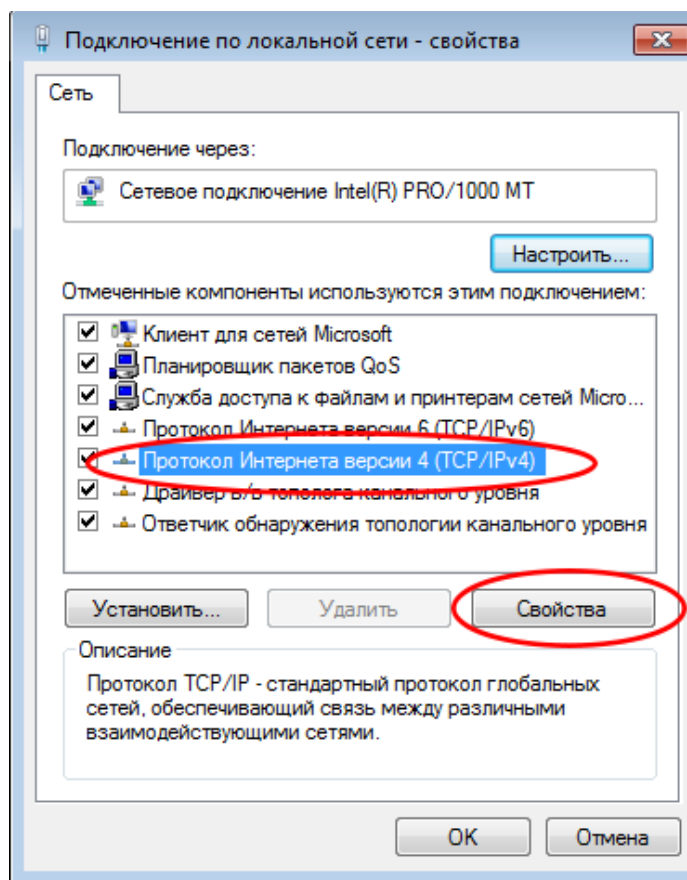 Подключение по локальной сети - свойства
Сеть
Подключение через:
Сетевое подключение Intel(R) PRO/1000 MT
Настроить...
Отмеченные компоненты используются этим подключением:
Клиент для сетей Microsoft
Планировщик пакетов QoS
Служба доступа к файлам и принтерам сетей Micro...
Протокол Интернета версии 6 (TCP/IPv6)
Протокол Интернета версии 4 (TCP/IPv4)
Драйвер в/в тополога канального уровня
Ответчик обнаружения топологии канального уровня
Установить...
Удалить
Свойства
Описание
Протокол TCP/IP - стандартный протокол глобальных
сетей, обеспечивающий связь между различными
взаимодействующими сетями.
OK
Отмена